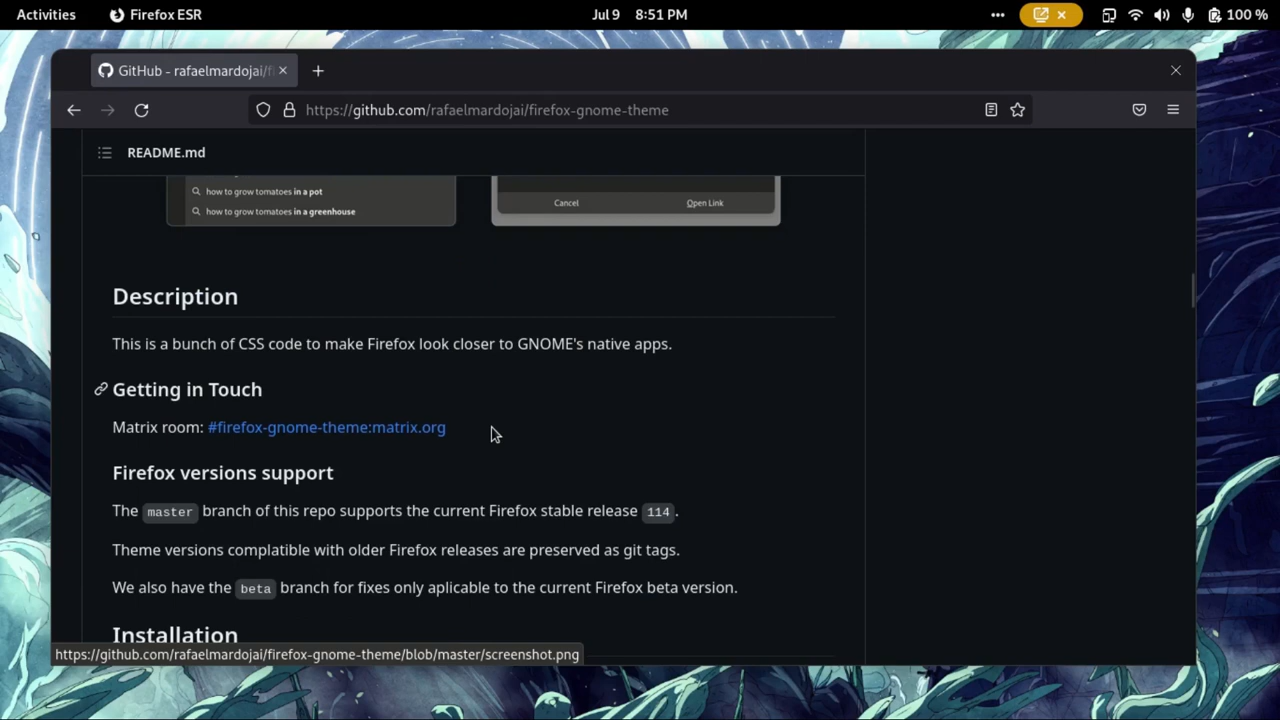 Activities
Firefox ESR
Jul 9 8:51 PM
100 %
GitHub - rafaelmardojai/fi
https://github.com/rafaelmardojai/firefox-gnome-theme
README.md
how to grow tomatoes in a pot
how to grow tomatoes in a greenhouse
Cancel
Open Link
Description
This is a bunch of CSS code to make Firefox look closer to GNOME's native apps.
Getting in Touch
Matrix room: #firefox-gnome-theme:matrix.org
Firefox versions support
The master branch of this repo supports the current Firefox stable release 114.
Theme versions complatible with older Firefox releases are preserved as git tags.
We also have the beta branch for fixes only aplicable to the current Firefox beta version.
Installation
https://github.com/rafaelmardojai/firefox-gnome-theme/blob/master/screenshot.png